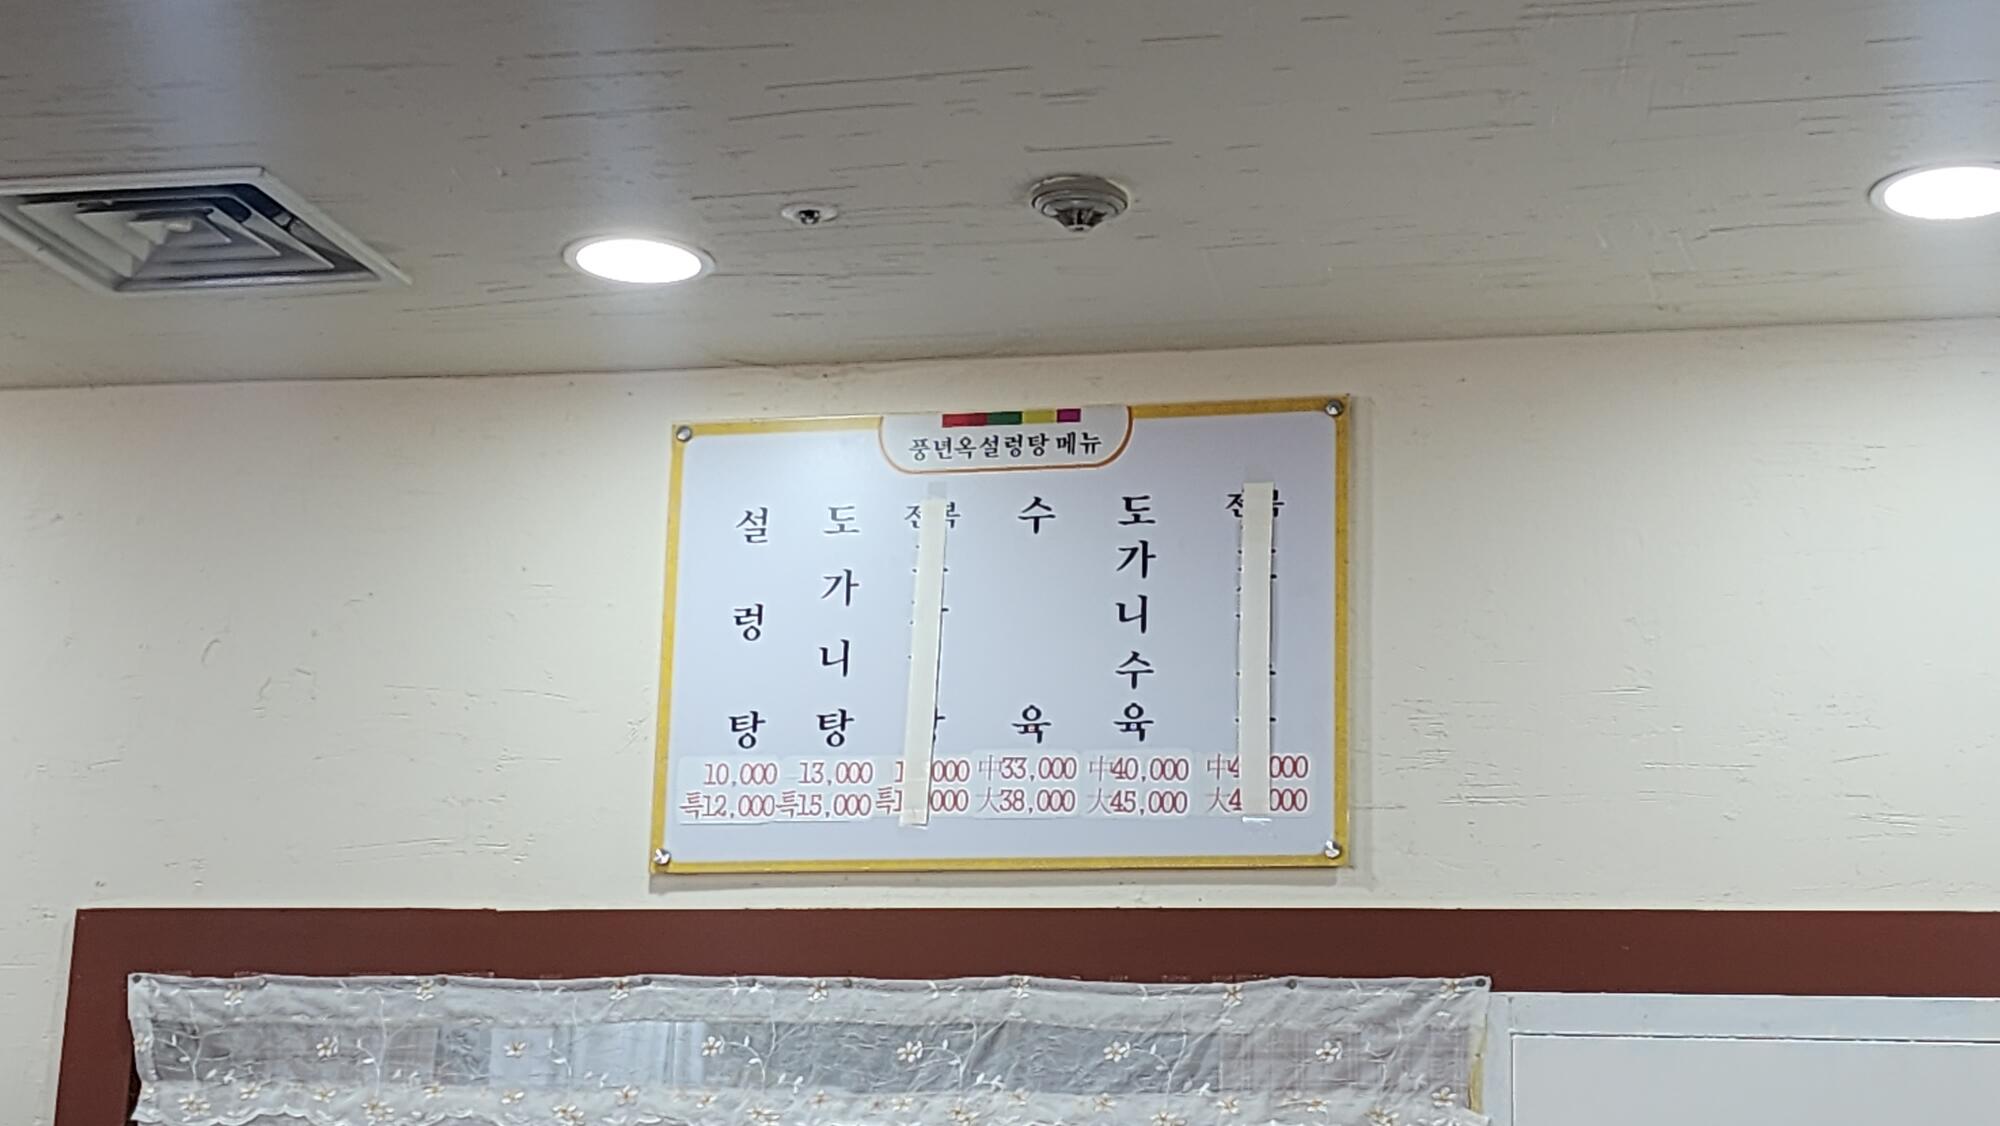 풍년옥설렁탕 메뉴
설렁탕
10,000
특12,000
도가니탕
13,000
특15,000
수육
中33,000
大38,000
도가니수육
中40,000
大45,000